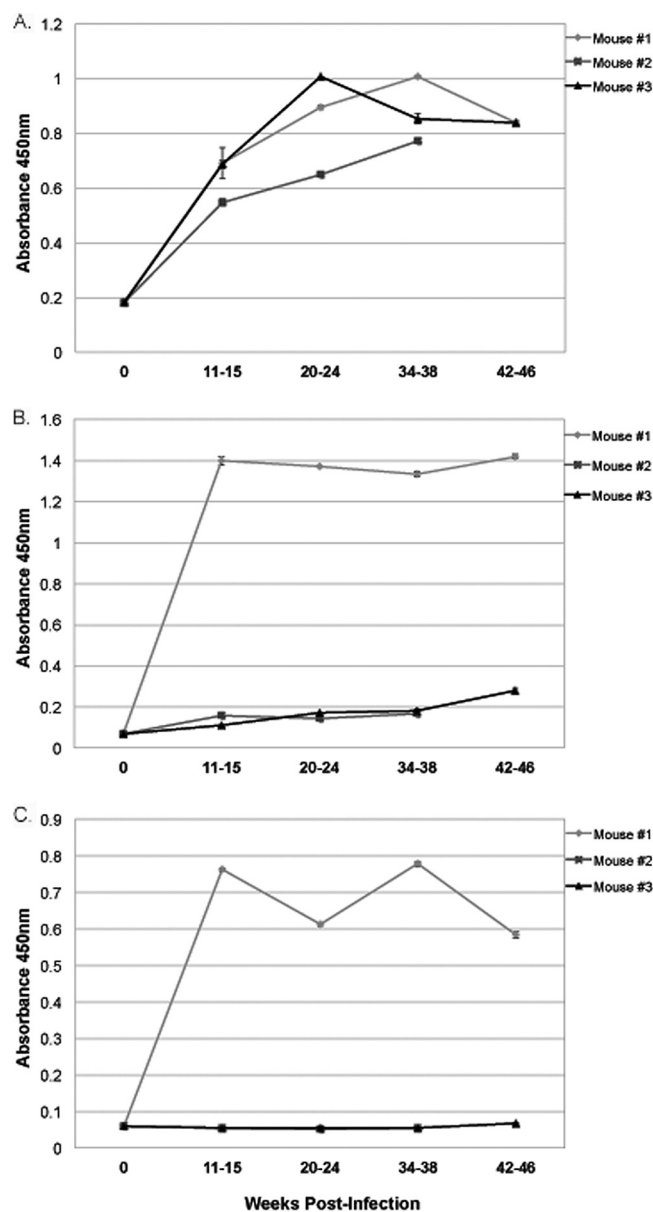 A.
1.2
1
0.8
0.6
0.4
0.2
0
Absorbance 450nm
0 11-15 20-24 34-38 42-46
Mouse #1
Mouse #2
Mouse #3
B.
1.6
1.4
1.2
1
0.8
0.6
0.4
0.2
0
Absorbance 450nm
0 11-15 20-24 34-38 42-46
Mouse #1
Mouse #2
Mouse #3
C.
0.9
0.8
0.7
0.6
0.5
0.4
0.3
0.2
0.1
0
Absorbance 450nm
0 11-15 20-24 34-38 42-46
Mouse #1
Mouse #2
Mouse #3
Weeks Post-Infection